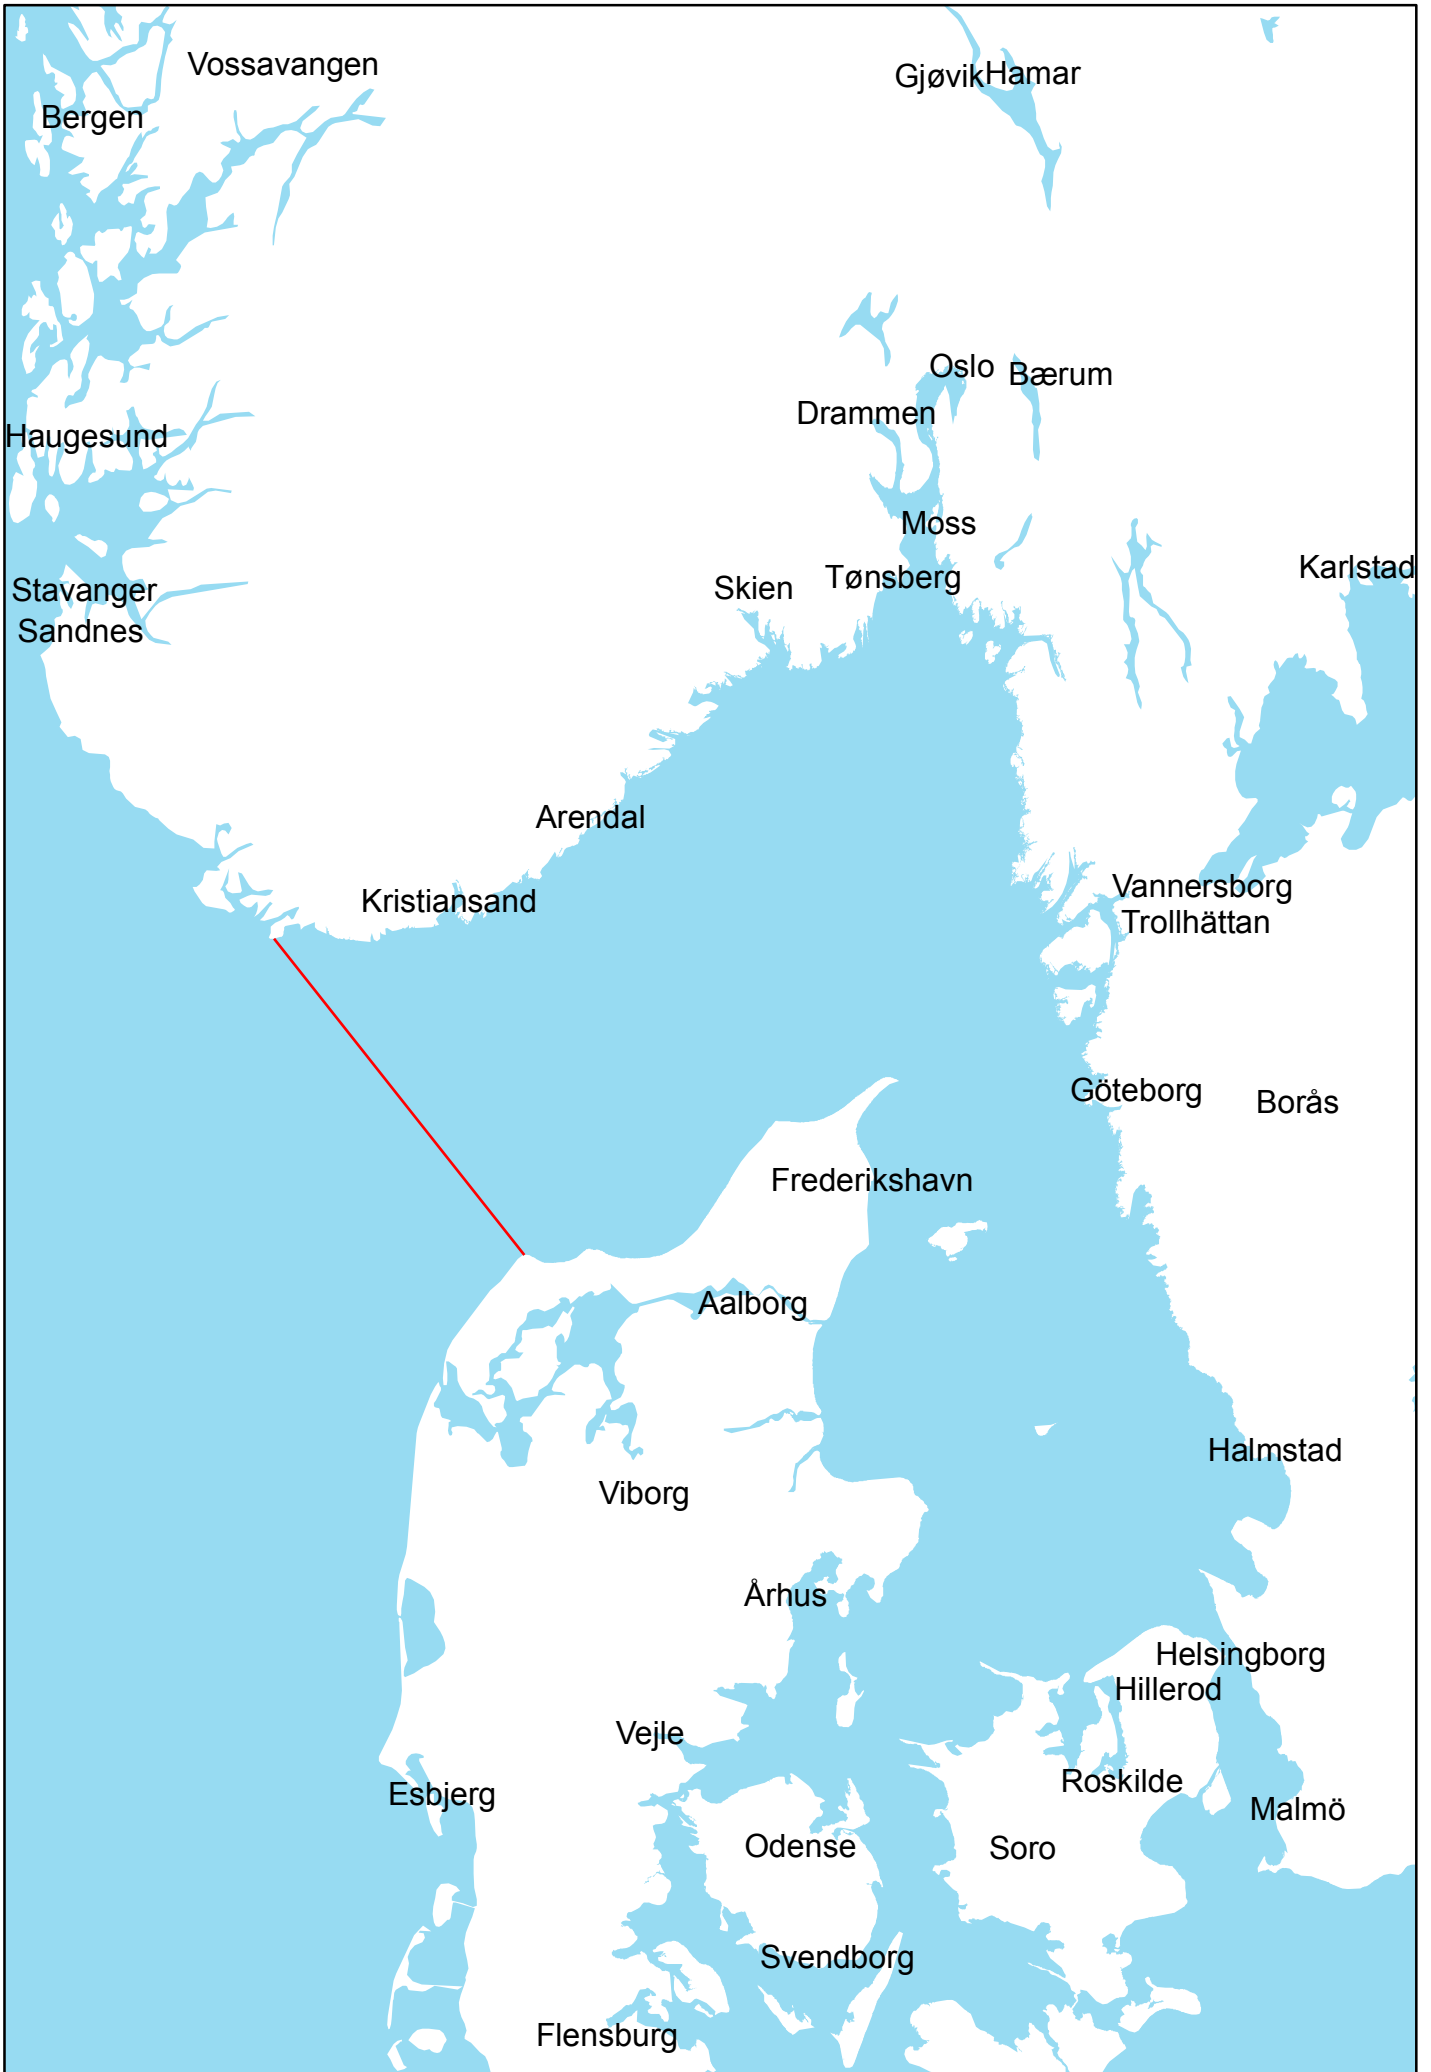 Vossavangen
GjøvikHamar
Bergen
Oslo
Bærum
Drammen
Haugesund
Moss
Karlstad
Tønsberg
Skien
Stavanger
Sandnes
Arendal
Vannersborg
Kristiansand
Trollhättan
Göteborg
Borås
Frederikshavn
Aalborg
Halmstad
Viborg
Århus
Helsingborg
Hillerod
Vejle
Roskilde
Esbjerg
Malmö
Odense
Soro
Svendborg
Flensburg